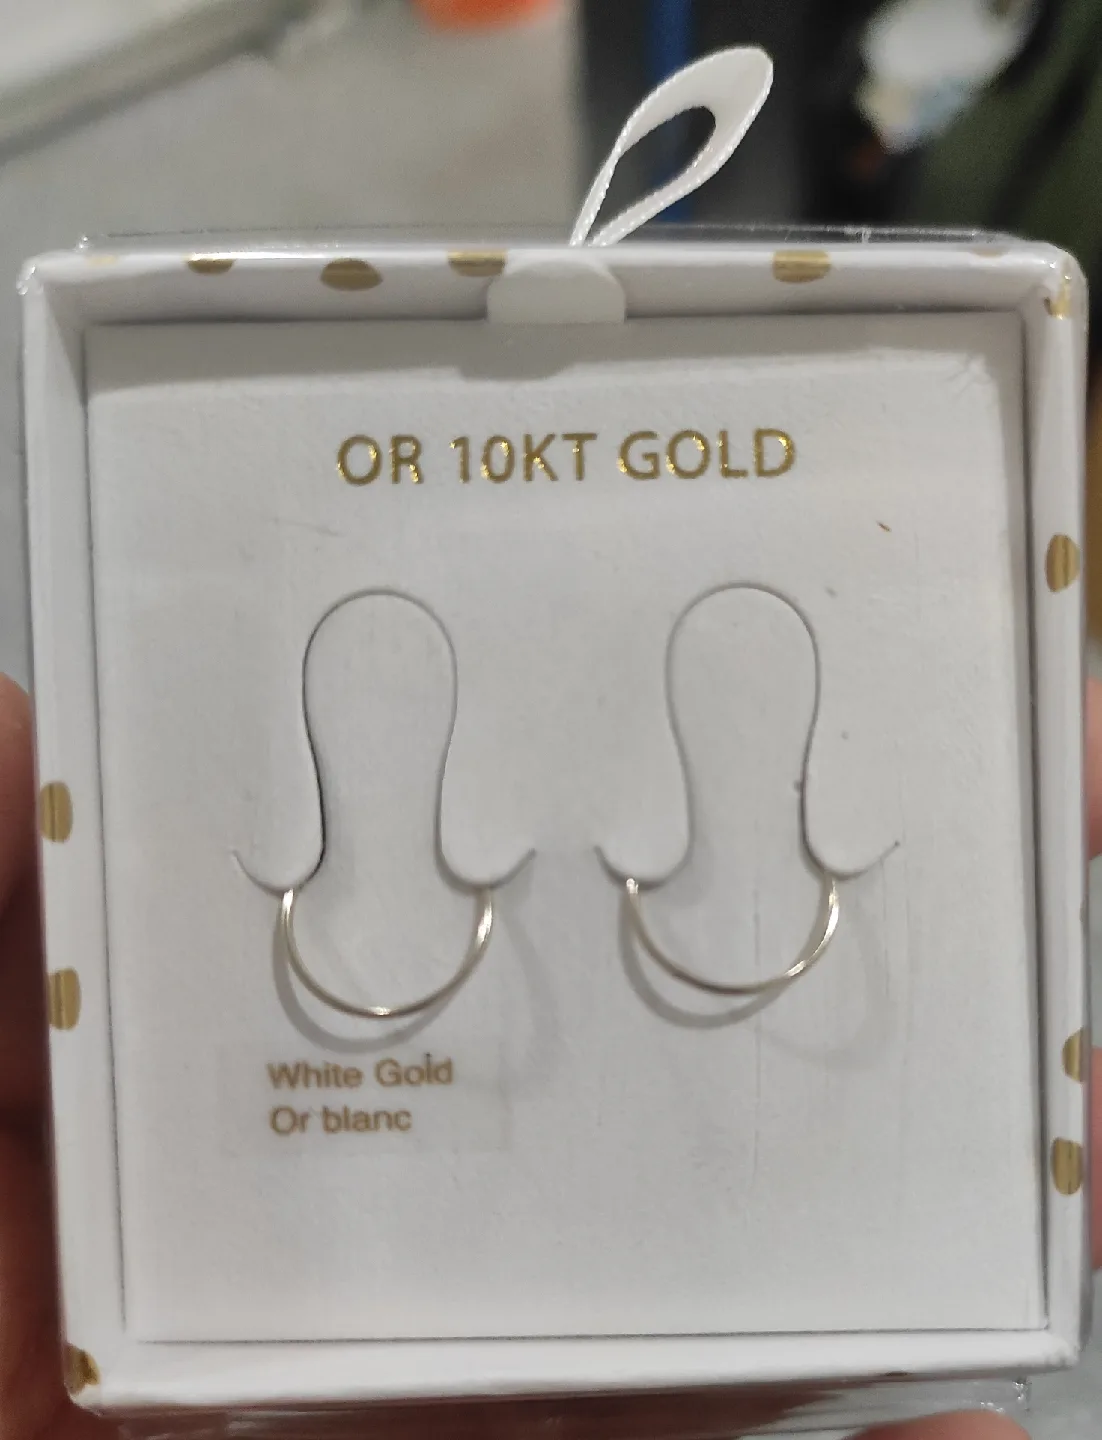 OR 10KT GOLD
White Gold
Or blanc